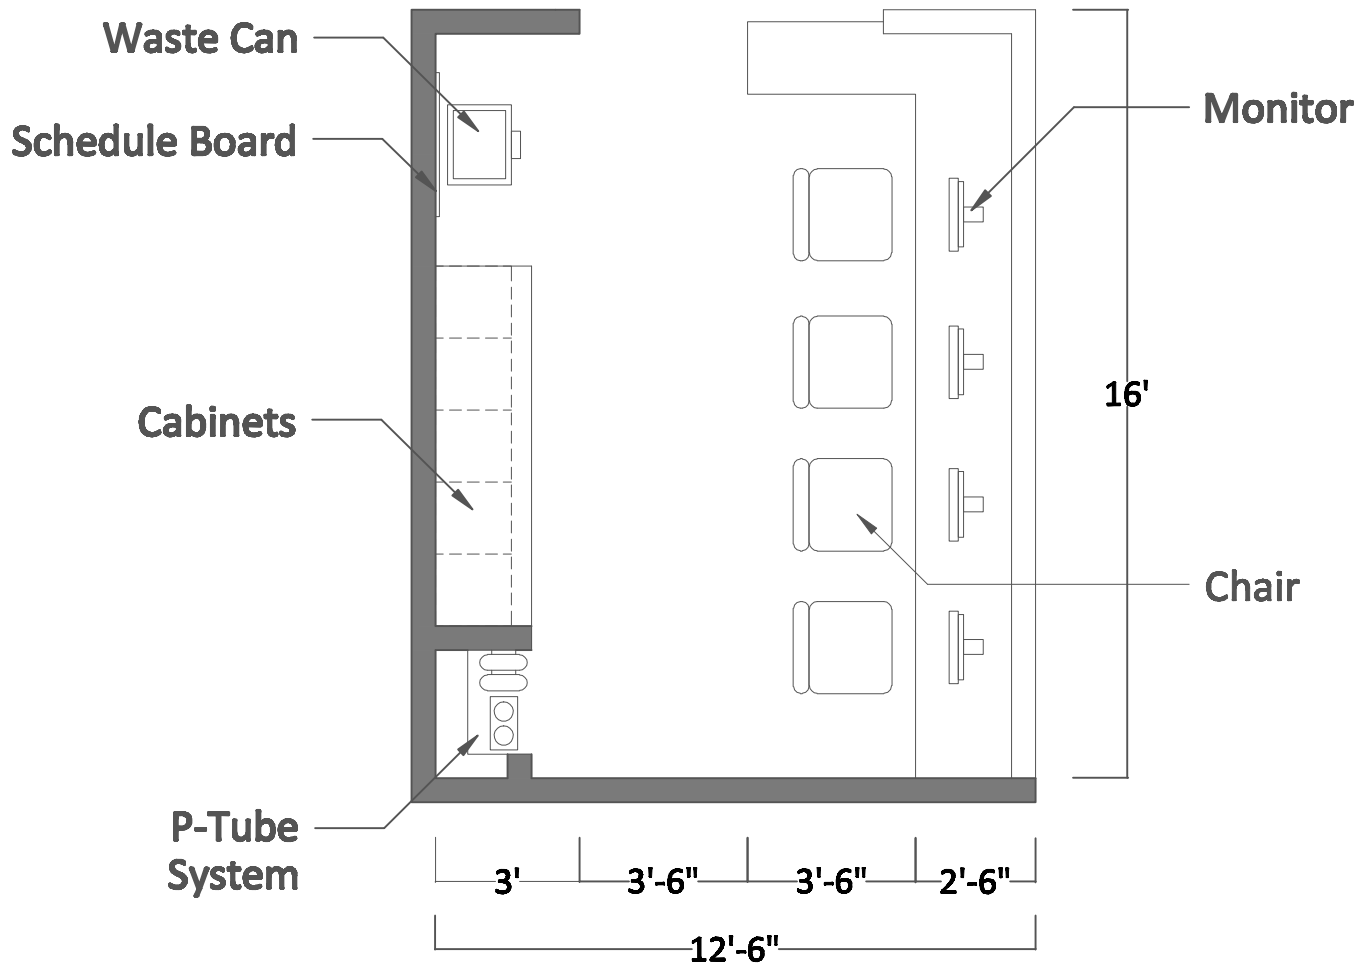 Waste Can
Monitor
Schedule Board
16'
Cabinets
Chair
P-Tube
System
3'
3'-6"
3'-6"
2'-6"
12'-6"